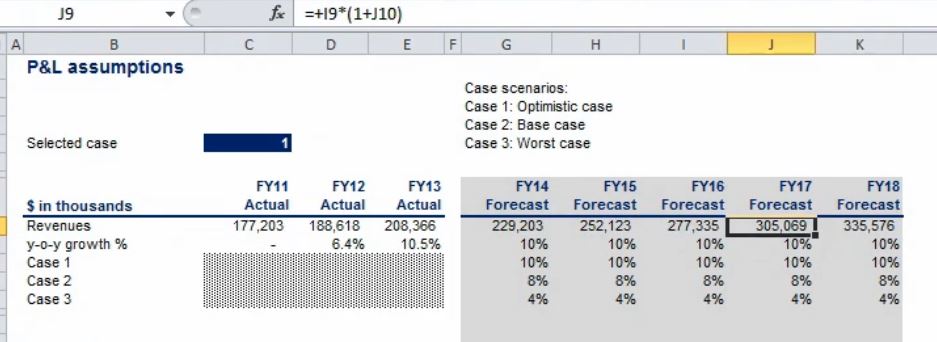 J9 fx =+I9*(1+J10)
A B C D E F G H I J K
P&L assumptions
Case scenarios:
Case 1: Optimistic case
Case 2: Base case
Selected case 1 Case 3: Worst case
FY11 FY12 FY13 FY14 FY15 FY16 FY17 FY18
$ in thousands Actual Actual Actual Forecast Forecast Forecast Forecast Forecast
Revenues 177,203 188,618 208,366 229,203 252,123 277,335 305,069 335,576
y-o-y growth % - 6.4% 10.5% 10% 10% 10% 10% 10%
Case 1 10% 10% 10% 10% 10%
Case 2 8% 8% 8% 8% 8%
Case 3 4% 4% 4% 4% 4%